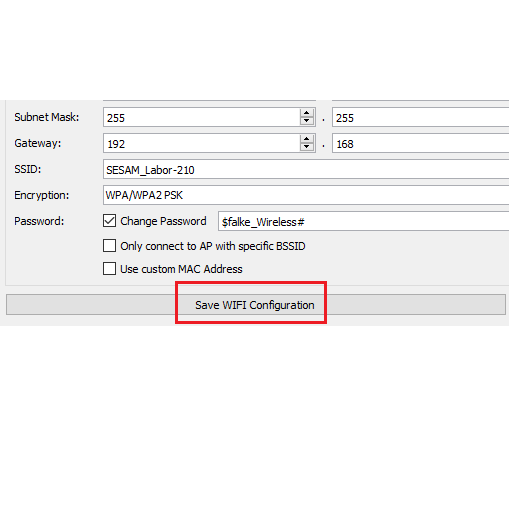 Subnet Mask: 255 . 255
Gateway: 192 . 168
SSID: SESAM_Labor-210
Encryption: WPA/WPA2 PSK
Password: Change Password $falke_Wireless#
Only connect to AP with specific BSSID
Use custom MAC Address
Save WIFI Configuration